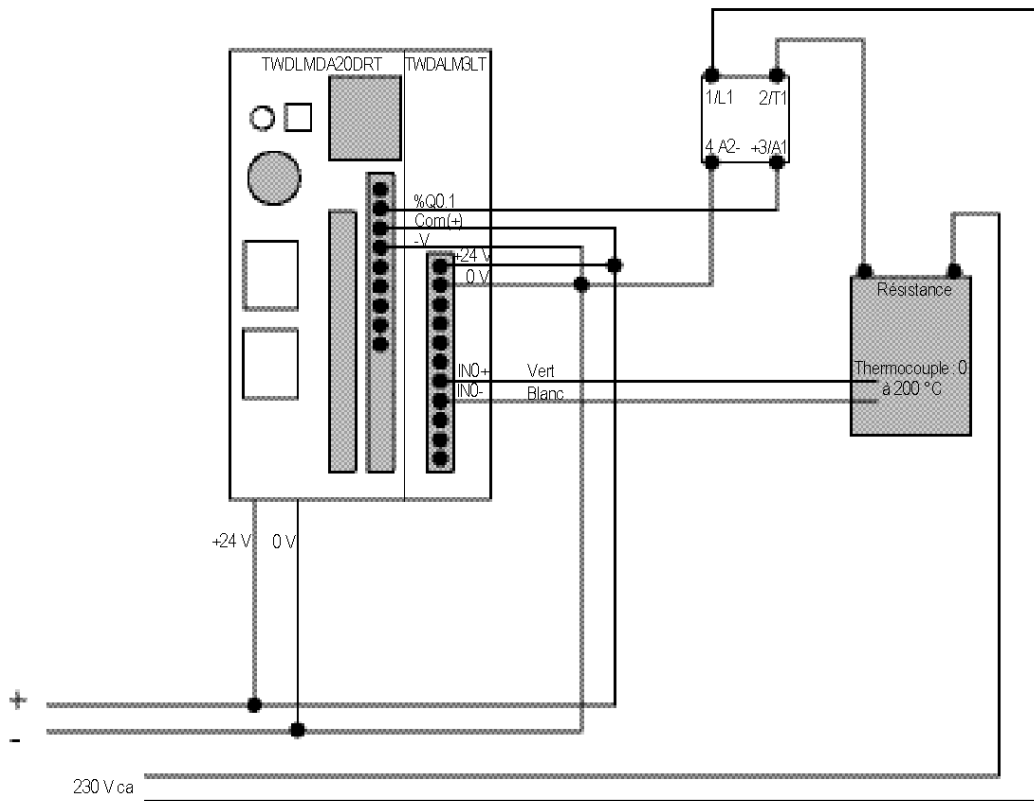 TWDLMDA20DRT
TWDALM3LT
1/L1
2/T1
4 A2-
+3/A1
%Q0.1
Com(+)
-V
+24 V
0 V
Résistance
IN0+
Vert
Thermocouple : 0
IN0-
Blanc
à 200 °C
+24 V
0 V
+
-
230 V ca